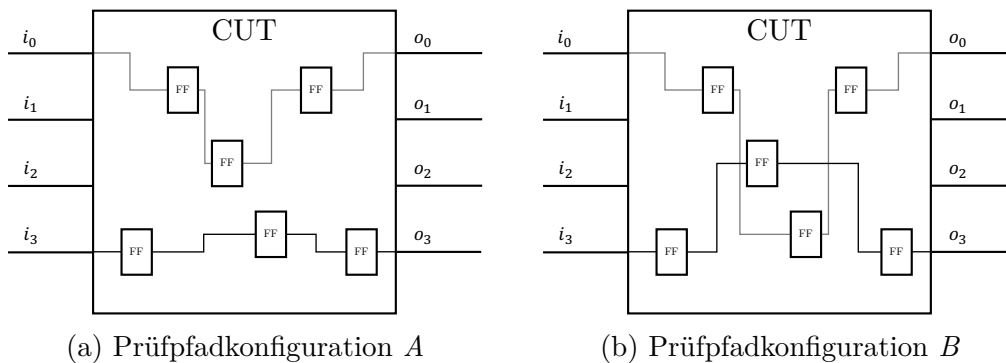 CUT
i₀
i₁
i₂
i₃
o₀
o₁
o₂
o₃
FF
FF
FF
FF
FF
FF
(a) Prüfpfadkonfiguration A
CUT
i₀
i₁
i₂
i₃
o₀
o₁
o₂
o₃
FF
FF
FF
FF
FF
FF
(b) Prüfpfadkonfiguration B